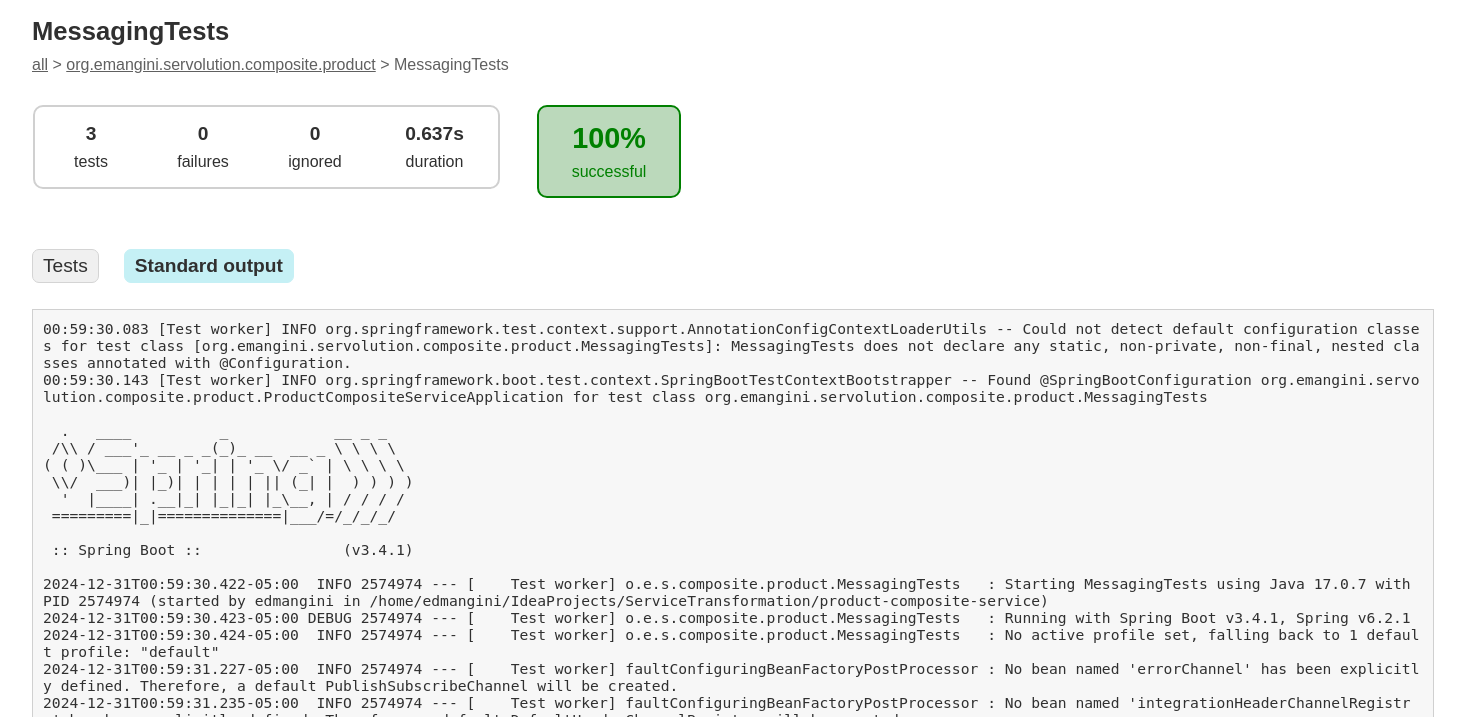 MessagingTests
all > org.emangini.servolution.composite.product > MessagingTests
3 0 0 0.637s
tests failures ignored duration
100%
successful
Tests Standard output
00:59:30.083 [Test worker] INFO org.springframework.test.context.support.AnnotationConfigContextLoaderUtils -- Could not detect default configuration classe
s for test class [org.emangini.servolution.composite.product.MessagingTests]: MessagingTests does not declare any static, non-private, non-final, nested cla
sses annotated with @Configuration.
00:59:30.143 [Test worker] INFO org.springframework.boot.test.context.SpringBootTestContextBootstrapper -- Found @SpringBootConfiguration org.emangini.servo
lution.composite.product.ProductCompositeServiceApplication for test class org.emangini.servolution.composite.product.MessagingTests
  .   ____          _            __ _ _
 /\\ / ___'_ __ _ _(_)_ __  __ _ \ \ \ \
( ( )\___ | '_ | '_| | '_ \/ _` | \ \ \ \
 \\/  ___)| |_)| | | | | || (_| |  ) ) ) )
  '  |____| .__|_| |_|_| |_\__, | / / / /
 =========|_|==============|___/=/_/_/_/
 :: Spring Boot ::                (v3.4.1)
2024-12-31T00:59:30.422-05:00  INFO 2574974 --- [    Test worker] o.e.s.composite.product.MessagingTests   : Starting MessagingTests using Java 17.0.7 with
PID 2574974 (started by edmangini in /home/edmangini/IdeaProjects/ServiceTransformation/product-composite-service)
2024-12-31T00:59:30.423-05:00 DEBUG 2574974 --- [    Test worker] o.e.s.composite.product.MessagingTests   : Running with Spring Boot v3.4.1, Spring v6.2.1
2024-12-31T00:59:30.424-05:00  INFO 2574974 --- [    Test worker] o.e.s.composite.product.MessagingTests   : No active profile set, falling back to 1 defaul
t profile: "default"
2024-12-31T00:59:31.227-05:00  INFO 2574974 --- [    Test worker] faultConfiguringBeanFactoryPostProcessor : No bean named 'errorChannel' has been explicitl
y defined. Therefore, a default PublishSubscribeChannel will be created.
2024-12-31T00:59:31.235-05:00  INFO 2574974 --- [    Test worker] faultConfiguringBeanFactoryPostProcessor : No bean named 'integrationHeaderChannelRegistr